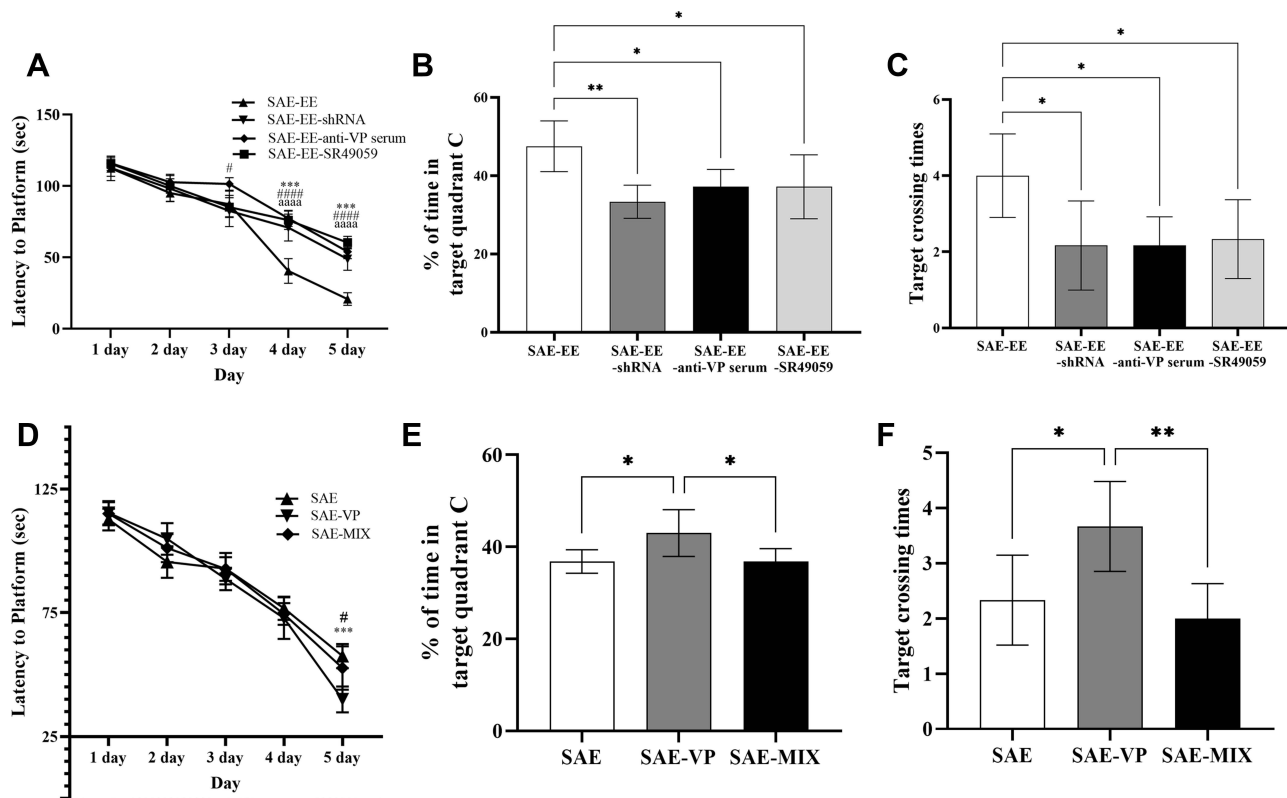 A
Latency to Platform (sec)
150
100
50
0
SAE-EE
SAE-EE-shRNA
SAE-EE-anti-VP serum
SAE-EE-SR49059
#
***
####
aaaa
***
####
aaaa
1 day 2 day 3 day 4 day 5 day
Day
B
% of time in
target quadrant C
60
40
20
0
*
*
**
SAE-EE
SAE-EE
-shRNA
SAE-EE
-anti-VP serum
SAE-EE
-SR49059
C
Target crossing times
6
4
2
0
*
*
*
SAE-EE
SAE-EE
-shRNA
SAE-EE
-anti-VP serum
SAE-EE
-SR49059
D
Latency to Platform (sec)
125
75
25
SAE
SAE-VP
SAE-MIX
#
***
1 day 2 day 3 day 4 day 5 day
Day
E
% of time in
target quadrant C
60
40
20
0
* *
SAE SAE-VP SAE-MIX
F
Target crossing times
5
4
3
2
1
0
* **
SAE SAE-VP SAE-MIX